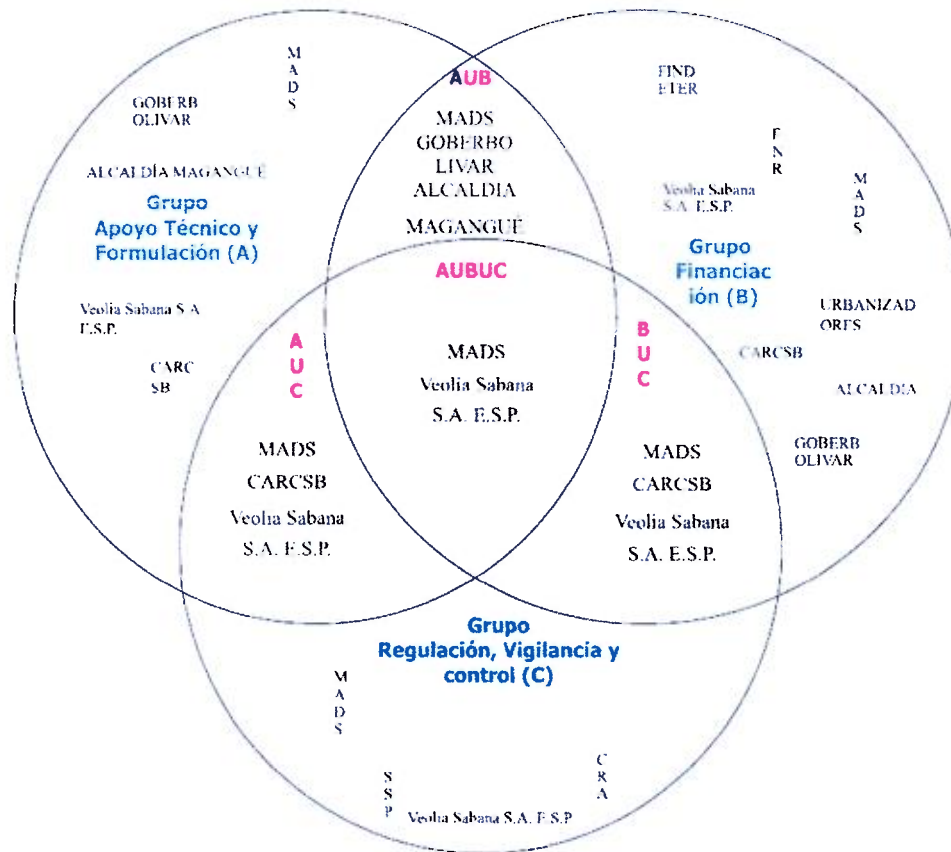 M
A
D
S
GOBERB
OLIVAR
ALCALDÍA MAGANGUÉ
Grupo
Apoyo Técnico y
Formulación (A)
Veolia Sabana S.A
E.S.P.
CARC
SB
AUB
MADS
GOBERBO
LIVAR
ALCALDIA
MAGANGUÉ
FIND
ETER
F
N
R
Veolia Sabana
S.A. E.S.P.
M
A
D
S
Grupo
Financiac
ión (B)
URBANIZAD
ORES
CARCSB
ALCALDIA
GOBERB
OLIVAR
AUBUC
MADS
Veolia Sabana
S.A. E.S.P.
A
U
C
MADS
CARCSB
Veolia Sabana
S.A. E.S.P.
B
U
C
MADS
CARCSB
Veolia Sabana
S.A. E.S.P.
Grupo
Regulación, Vigilancia y
control (C)
M
A
D
S
S
S
P
Veolia Sabana S.A. E.S.P
C
R
A